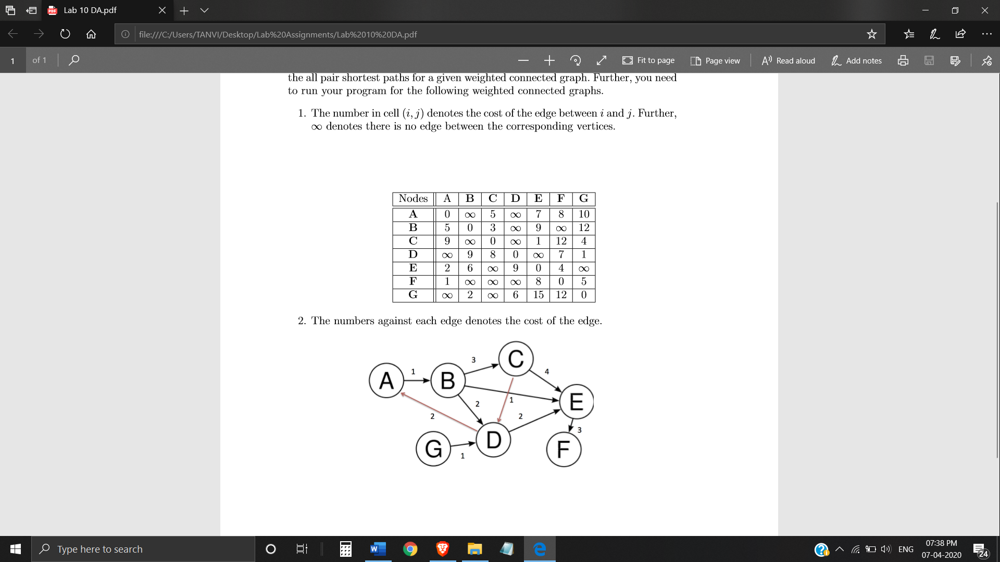 Lab 10 DA.pdf
file:///C:/Users/TANVI/Desktop/Lab%20Assignments/Lab%2010%20DA.pdf
1 of 1 Fit to page Page view Read aloud Add notes
the all pair shortest paths for a given weighted connected graph. Further, you need
to run your program for the following weighted connected graphs.
1. The number in cell (i, j) denotes the cost of the edge between i and j. Further,
∞ denotes there is no edge between the corresponding vertices.
Nodes A B C D E F G
A 0 ∞ 5 ∞ 7 8 10
B 5 0 3 ∞ 9 ∞ 12
C 9 ∞ 0 ∞ 1 12 4
D ∞ 9 8 0 ∞ 7 1
E 2 6 ∞ 9 0 4 ∞
F 1 ∞ ∞ ∞ 8 0 5
G ∞ 2 ∞ 6 15 12 0
2. The numbers against each edge denotes the cost of the edge.
C
3
1
4
A
B
E
2
1
2
2
3
G
D
F
1
Type here to search
ENG
07:38 PM
07-04-2020
24